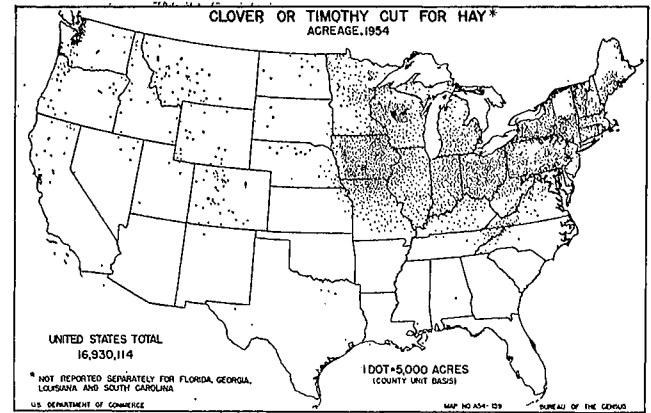 CLOVER OR TIMOTHY CUT FOR HAY*
ACREAGE, 1954
UNITED STATES TOTAL
16,930,114
* NOT REPORTED SEPARATELY FOR FLORIDA, GEORGIA,
LOUISIANA AND SOUTH CAROLINA
1 DOT=5,000 ACRES
(COUNTY UNIT BASIS)
U.S. DEPARTMENT OF COMMERCE
MAP NO. A54-159
BUREAU OF THE CENSUS